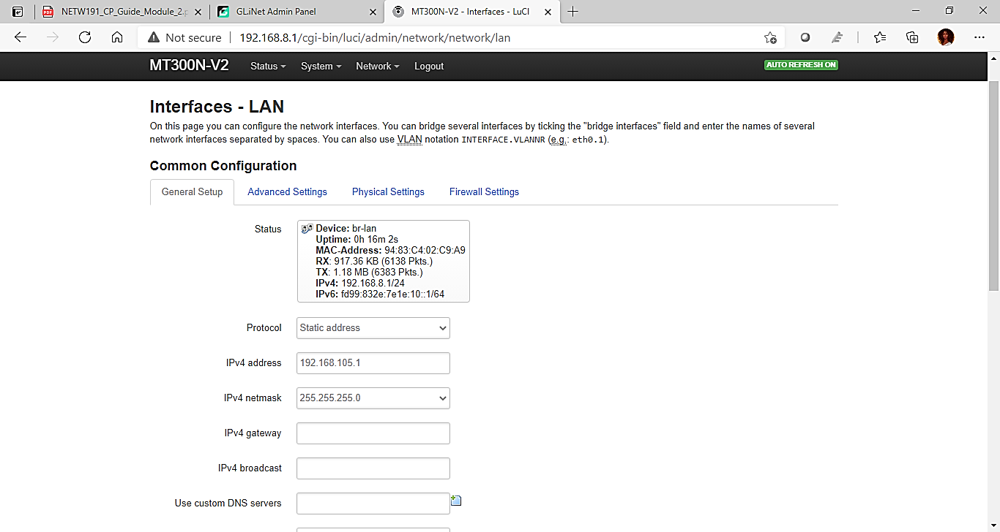 NETW191_CP_Guide_Module_2.p
GLiNet Admin Panel
MT300N-V2 - Interfaces - LuCI
Not secure
192.168.8.1/cgi-bin/luci/admin/network/network/lan
MT300N-V2
Status
System
Network
Logout
AUTO REFRESH ON
Interfaces - LAN
On this page you can configure the network interfaces. You can bridge several interfaces by ticking the "bridge interfaces" field and enter the names of several
network interfaces separated by spaces. You can also use VLAN notation INTERFACE.VLANNR (e.g.: eth0.1).
Common Configuration
General Setup
Advanced Settings
Physical Settings
Firewall Settings
Status
Device: br-lan
Uptime: 0h 16m 2s
MAC-Address: 94:83:C4:02:C9:A9
RX: 917.36 KB (6138 Pkts.)
TX: 1.18 MB (6383 Pkts.)
IPv4: 192.168.8.1/24
IPv6: fd99:832e:7e1e:10::1/64
Protocol
Static address
IPv4 address
192.168.105.1
IPv4 netmask
255.255.255.0
IPv4 gateway
IPv4 broadcast
Use custom DNS servers